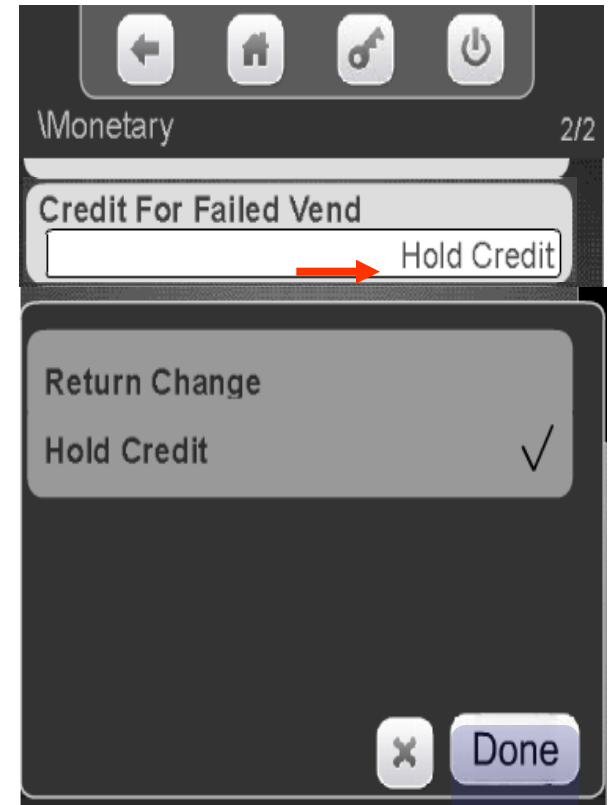 \Monetary 2/2
Credit For Failed Vend
Hold Credit
Return Change
Hold Credit
Done